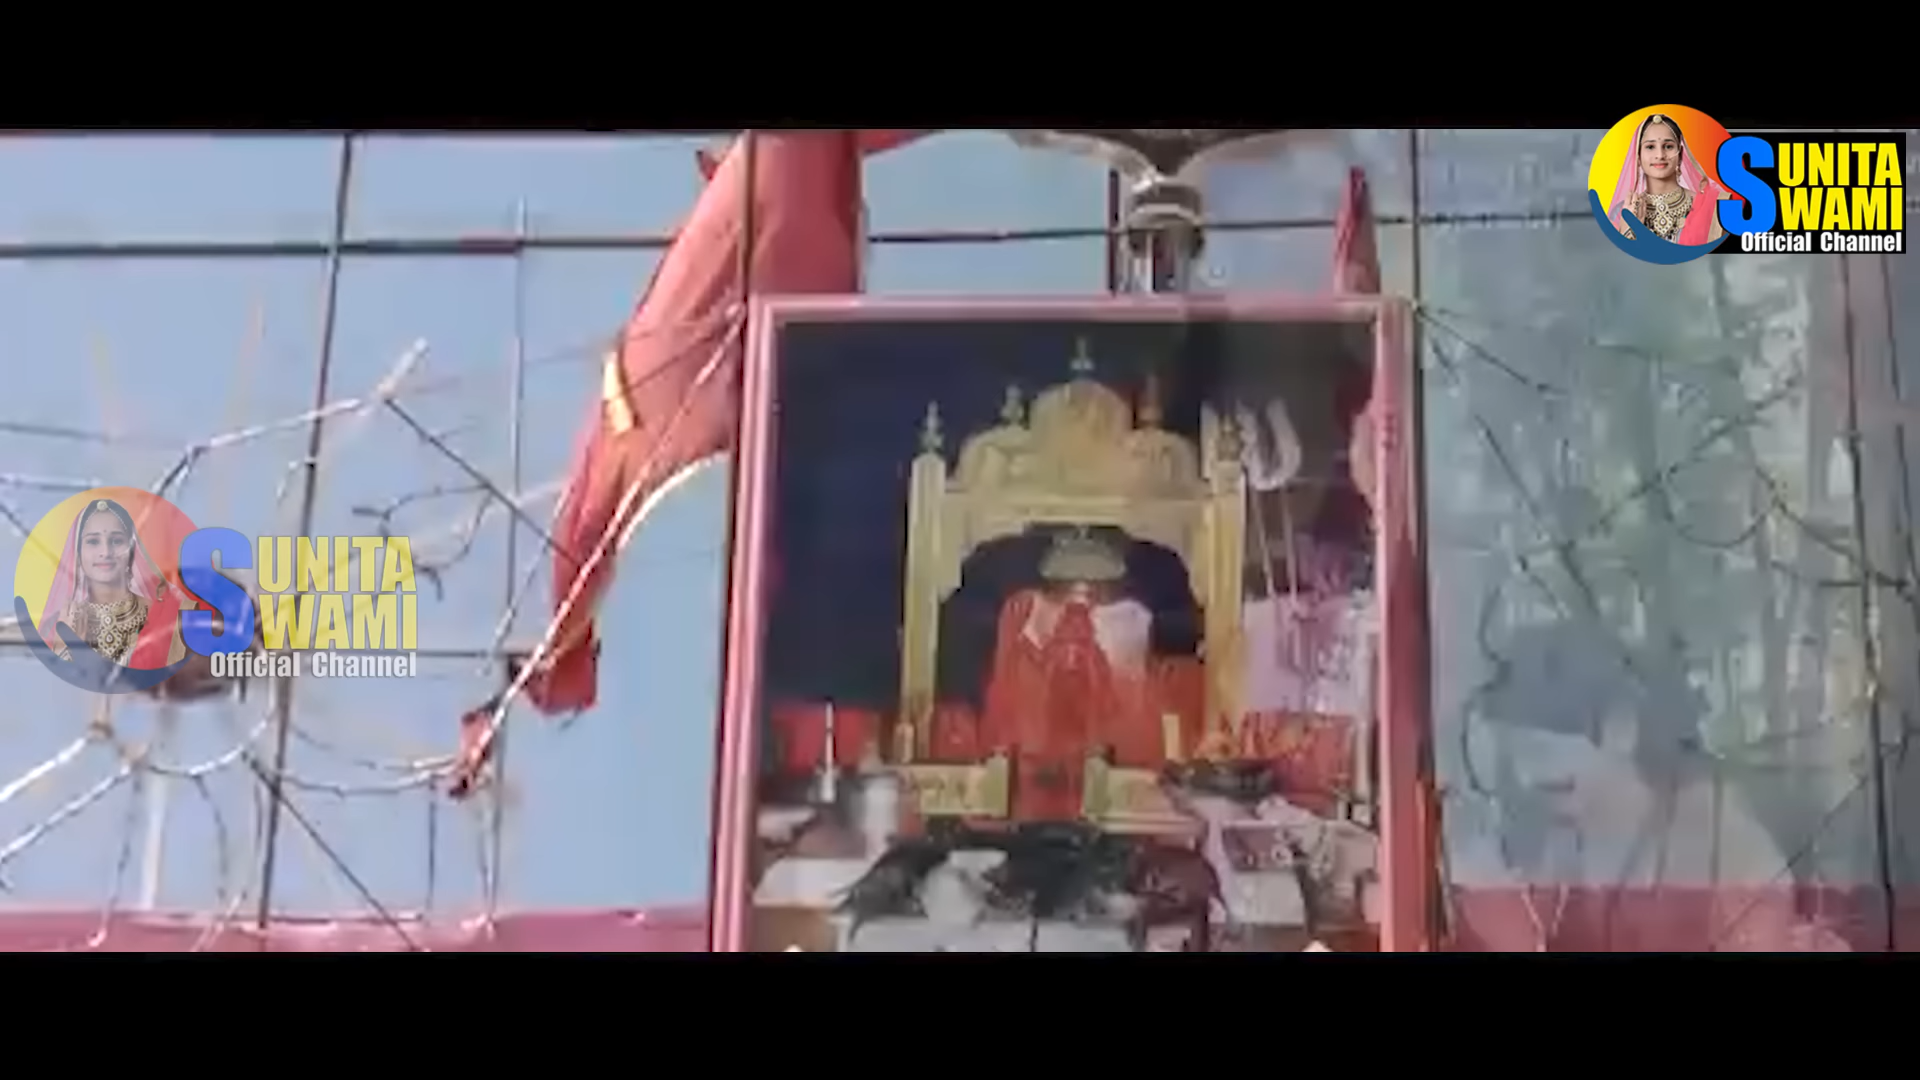 SUNITA
SWAMI
Official Channel
SUNITA
SWAMI
Official Channel